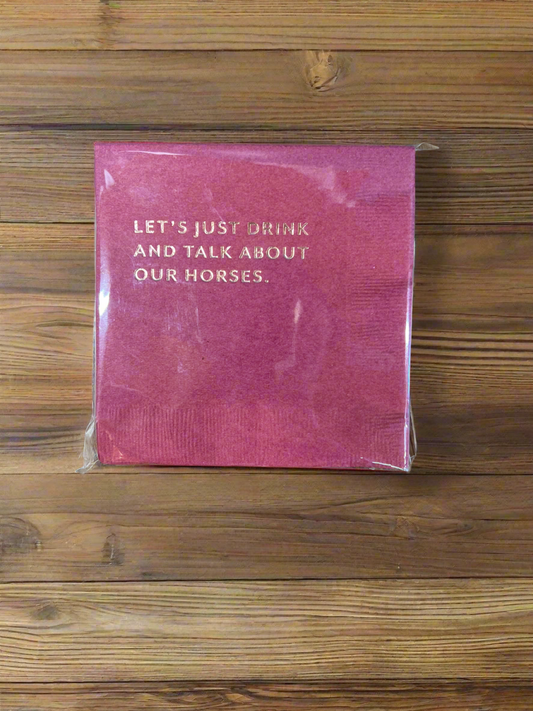 LET'S JUST DRINK
AND TALK ABOUT
OUR HORSES.